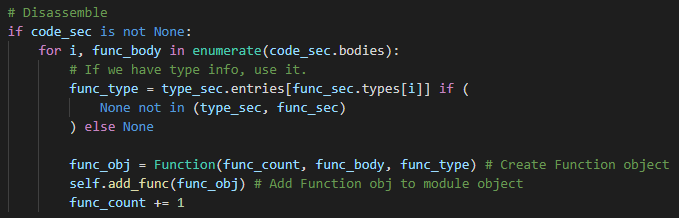 # Disassemble
if code_sec is not None:
    for i, func_body in enumerate(code_sec.bodies):
        # If we have type info, use it.
        func_type = type_sec.entries[func_sec.types[i]] if (
            None not in (type_sec, func_sec)
        ) else None

        func_obj = Function(func_count, func_body, func_type) # Create Function object
        self.add_func(func_obj) # Add Function obj to module object
        func_count += 1